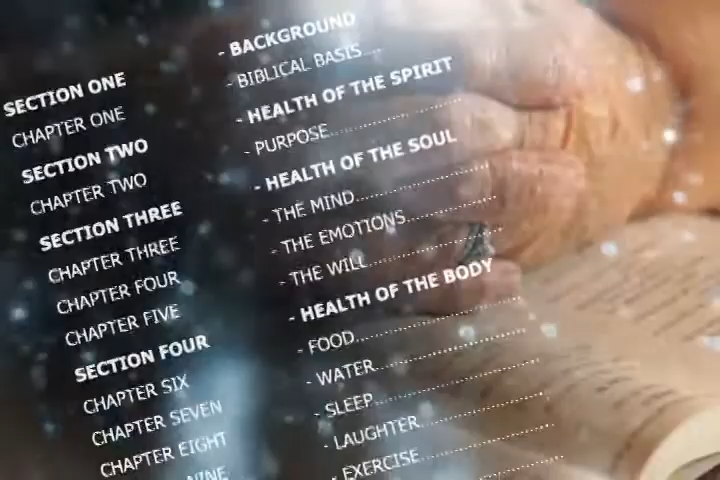 SECTION ONE - BACKGROUND
CHAPTER ONE - BIBLICAL BASIS....
SECTION TWO - HEALTH OF THE SPIRIT
CHAPTER TWO - PURPOSE....................
SECTION THREE - HEALTH OF THE SOUL
CHAPTER THREE - THE MIND....................
CHAPTER FOUR - THE EMOTIONS....................
CHAPTER FIVE - THE WILL....................
SECTION FOUR - HEALTH OF THE BODY
CHAPTER SIX - FOOD....................
CHAPTER SEVEN - WATER....................
CHAPTER EIGHT - SLEEP....................
NINE - LAUGHTER....................
- EXERCISE....................